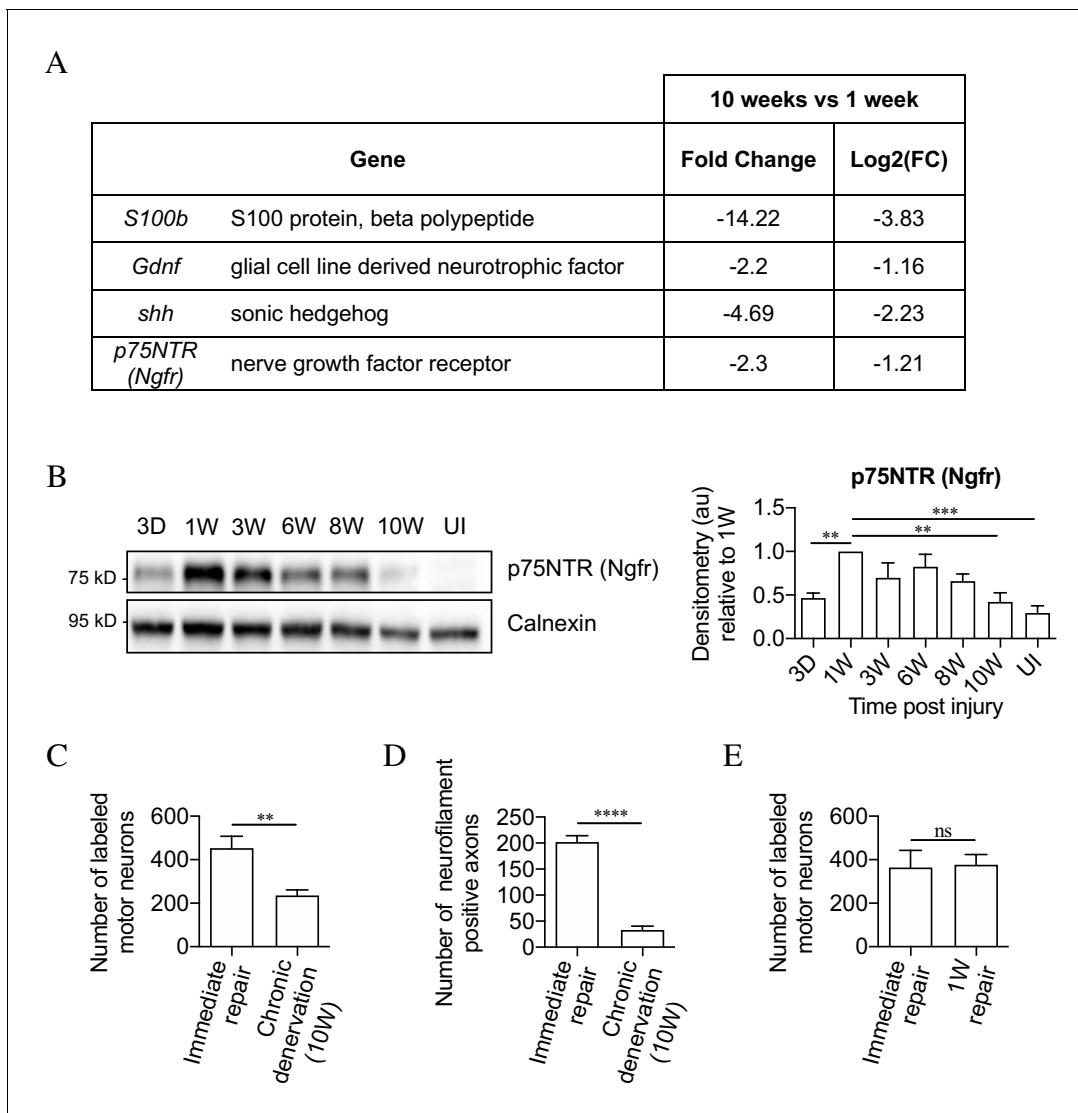 A
10 weeks vs 1 week
Gene Fold Change Log2(FC)
S100b S100 protein, beta polypeptide -14.22 -3.83
Gdnf glial cell line derived neurotrophic factor -2.2 -1.16
shh sonic hedgehog -4.69 -2.23
p75NTR
(Ngfr) nerve growth factor receptor -2.3 -1.21
B
3D 1W 3W 6W 8W 10W UI
75 kD p75NTR (Ngfr)
95 kD Calnexin
p75NTR (Ngfr)
Densitometry (au)
relative to 1W
1.5
1.0
0.5
0.0
** ** ***
3D 1W 3W 6W 8W 10W UI
Time post injury
C
Number of labeled
motor neurons
600
400
200
0
**
Immediate
repair
Chronic
denervation
(10W)
D
Number of neurofilament
positive axons
250
200
150
100
50
0
****
Immediate
repair
Chronic
denervation
(10W)
E
Number of labeled
motor neurons
600
400
200
0
ns
Immediate
repair
1W
repair